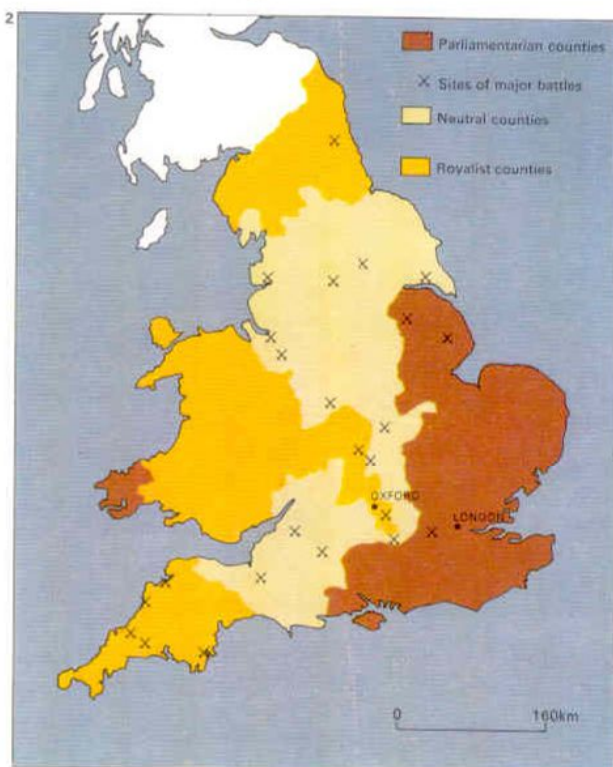 2
Parliamentarian counties
Sites of major battles
Neutral counties
Royalist counties
OXFORD
LONDON
0 160km